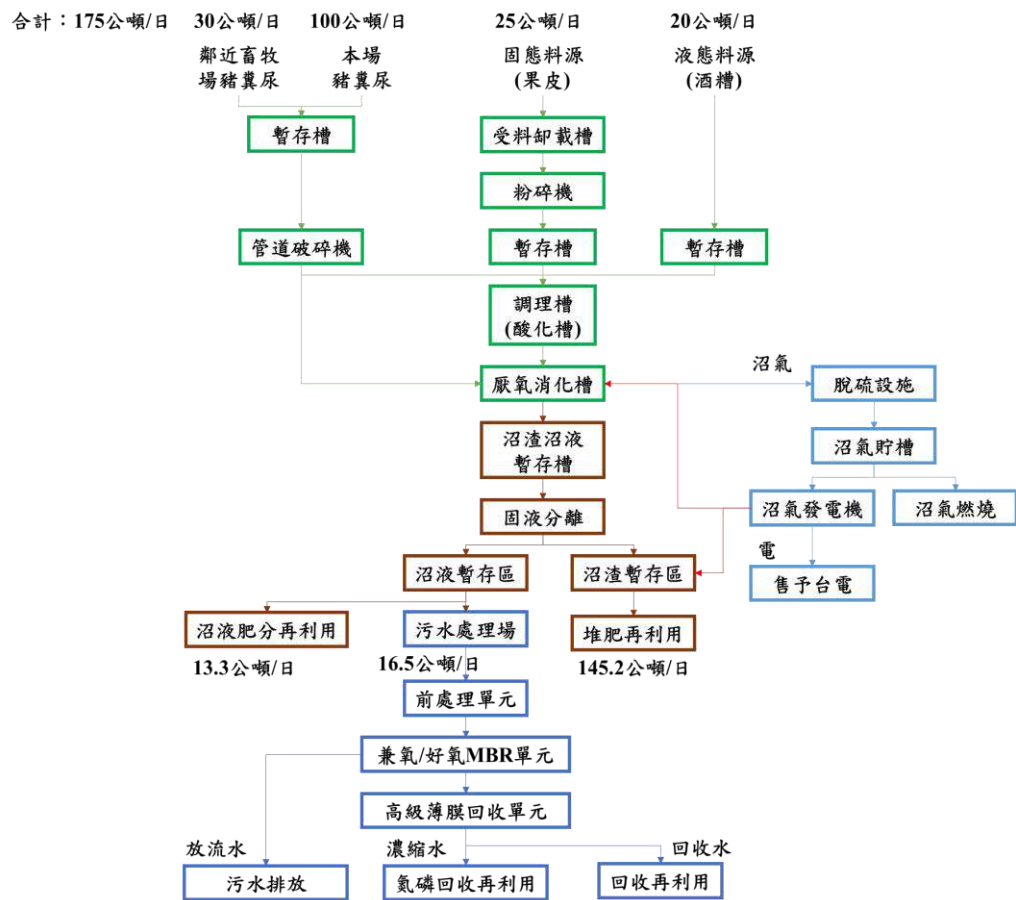 合計：175公噸/日
30公噸/日
100公噸/日
25公噸/日
20公噸/日
鄰近畜牧
場豬糞尿
本場
豬糞尿
固態料源
(果皮)
液態料源
(酒糟)
暫存槽
受料卸載槽
粉碎機
管道破碎機
暫存槽
暫存槽
調理槽
(酸化槽)
厭氧消化槽
沼氣
脫硫設施
沼渣沼液
暫存槽
沼氣貯槽
固液分離
沼氣發電機
沼氣燃燒
沼液暫存區
沼渣暫存區
電
售予台電
沼液肥分再利用
污水處理場
堆肥再利用
13.3公噸/日
16.5公噸/日
145.2公噸/日
前處理單元
兼氧/好氧MBR單元
高級薄膜回收單元
放流水
濃縮水
回收水
污水排放
氮磷回收再利用
回收再利用